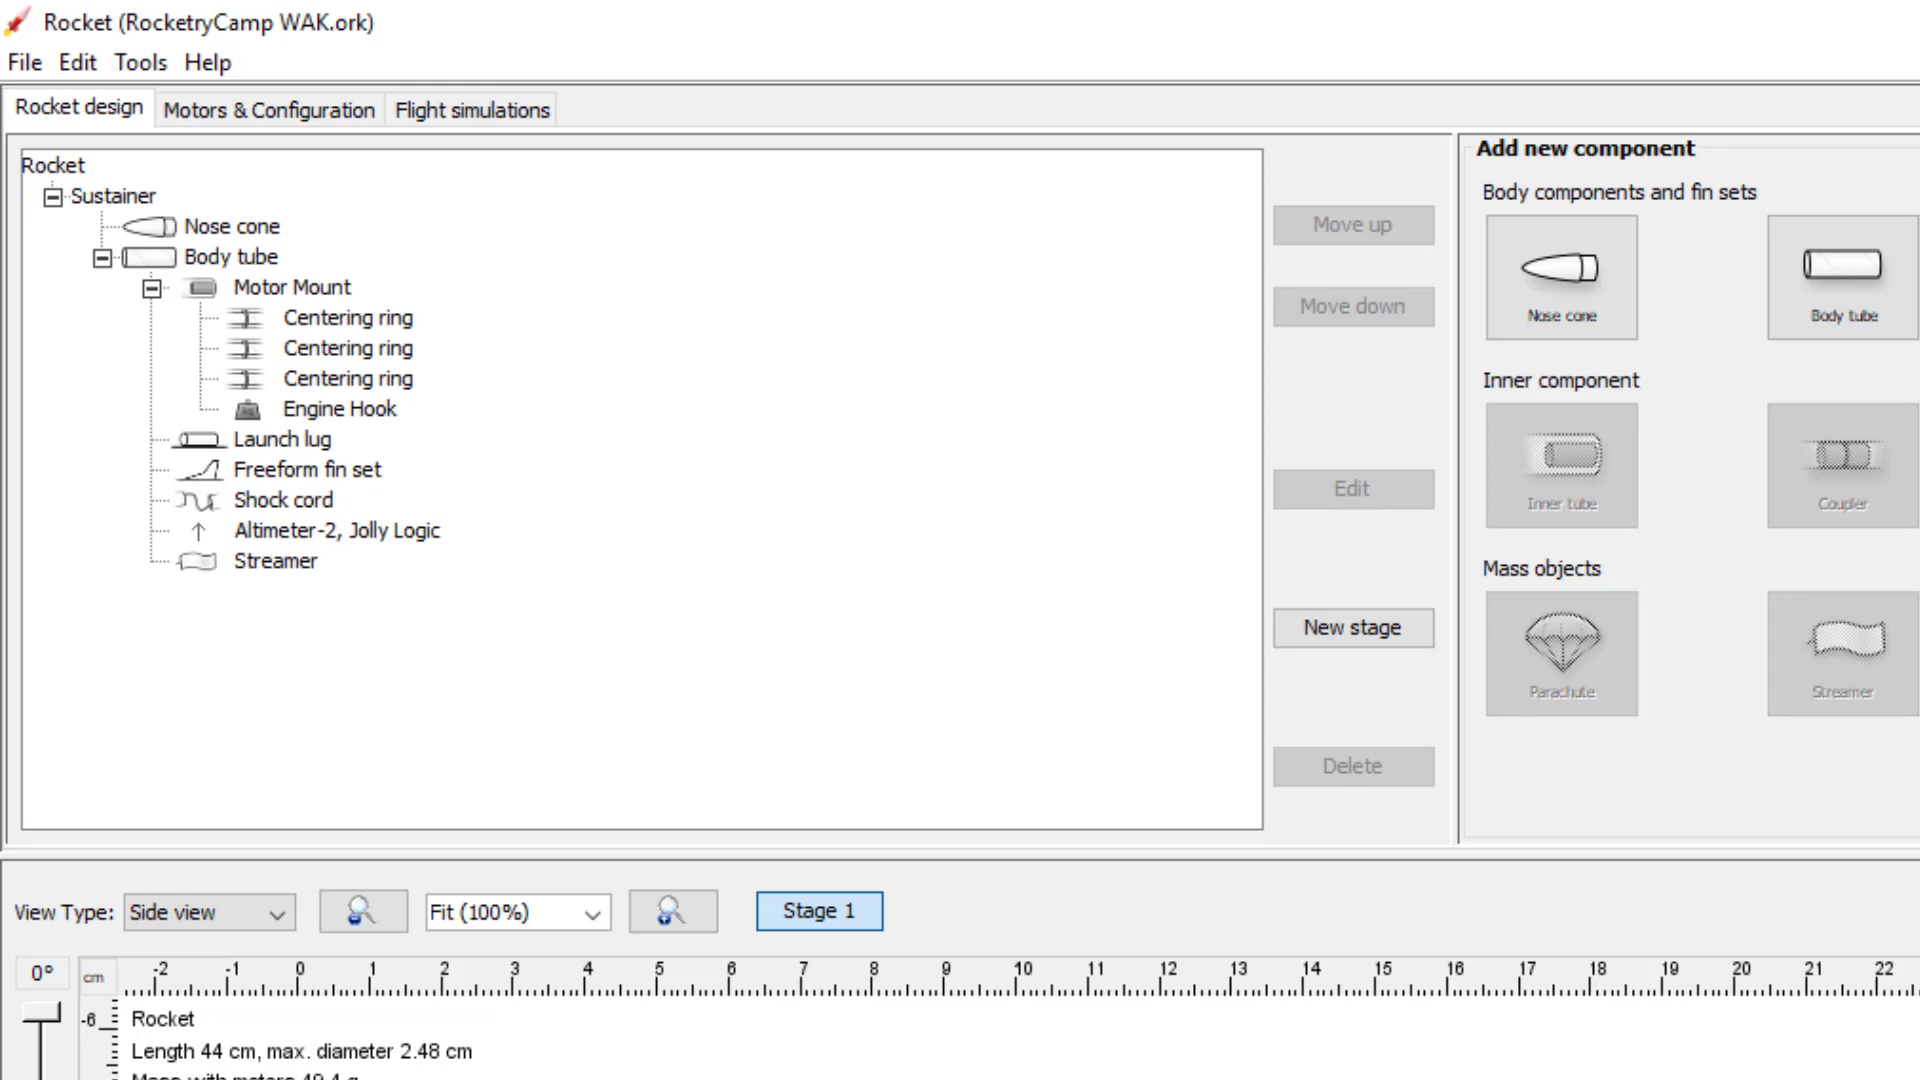 Rocket (RocketryCamp WAK.ork)
File Edit Tools Help
Rocket design Motors & Configuration Flight simulations
Rocket
Sustainer
Nose cone
Body tube
Motor Mount
Centering ring
Centering ring
Centering ring
Engine Hook
Launch lug
Freeform fin set
Shock cord
Altimeter-2, Jolly Logic
Streamer
Move up
Move down
Edit
New stage
Delete
Add new component
Body components and fin sets
Nose cone Body tube
Inner component
Inner tube Coupler
Mass objects
Parachute Streamer
View Type: Side view Fit (100%) Stage 1
0° cm -2 -1 0 1 2 3 4 5 6 7 8 9 10 11 12 13 14 15 16 17 18 19 20 21 22
-6
Rocket
Length 44 cm, max. diameter 2.48 cm
Mass with motors 49.4 g